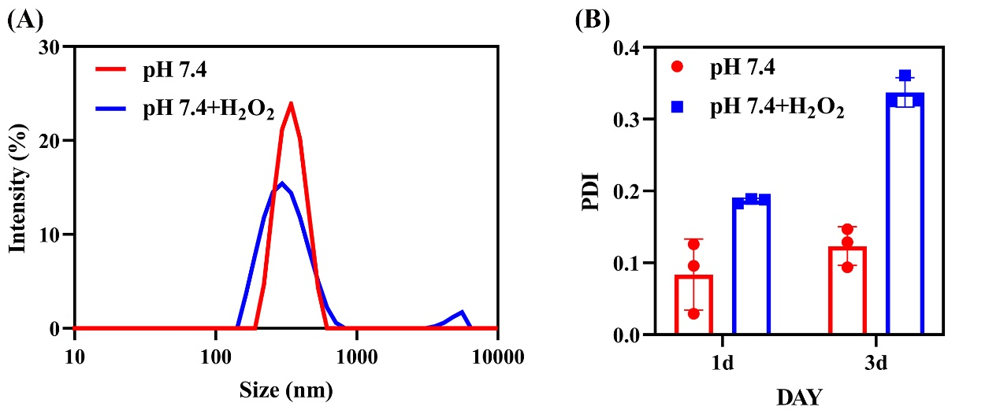 (A)
30
20
10
0
Intensity (%)
pH 7.4
pH 7.4+H₂O₂
10
100
1000
10000
Size (nm)
(B)
0.4
0.3
0.2
0.1
0.0
PDI
pH 7.4
pH 7.4+H₂O₂
1d
3d
DAY